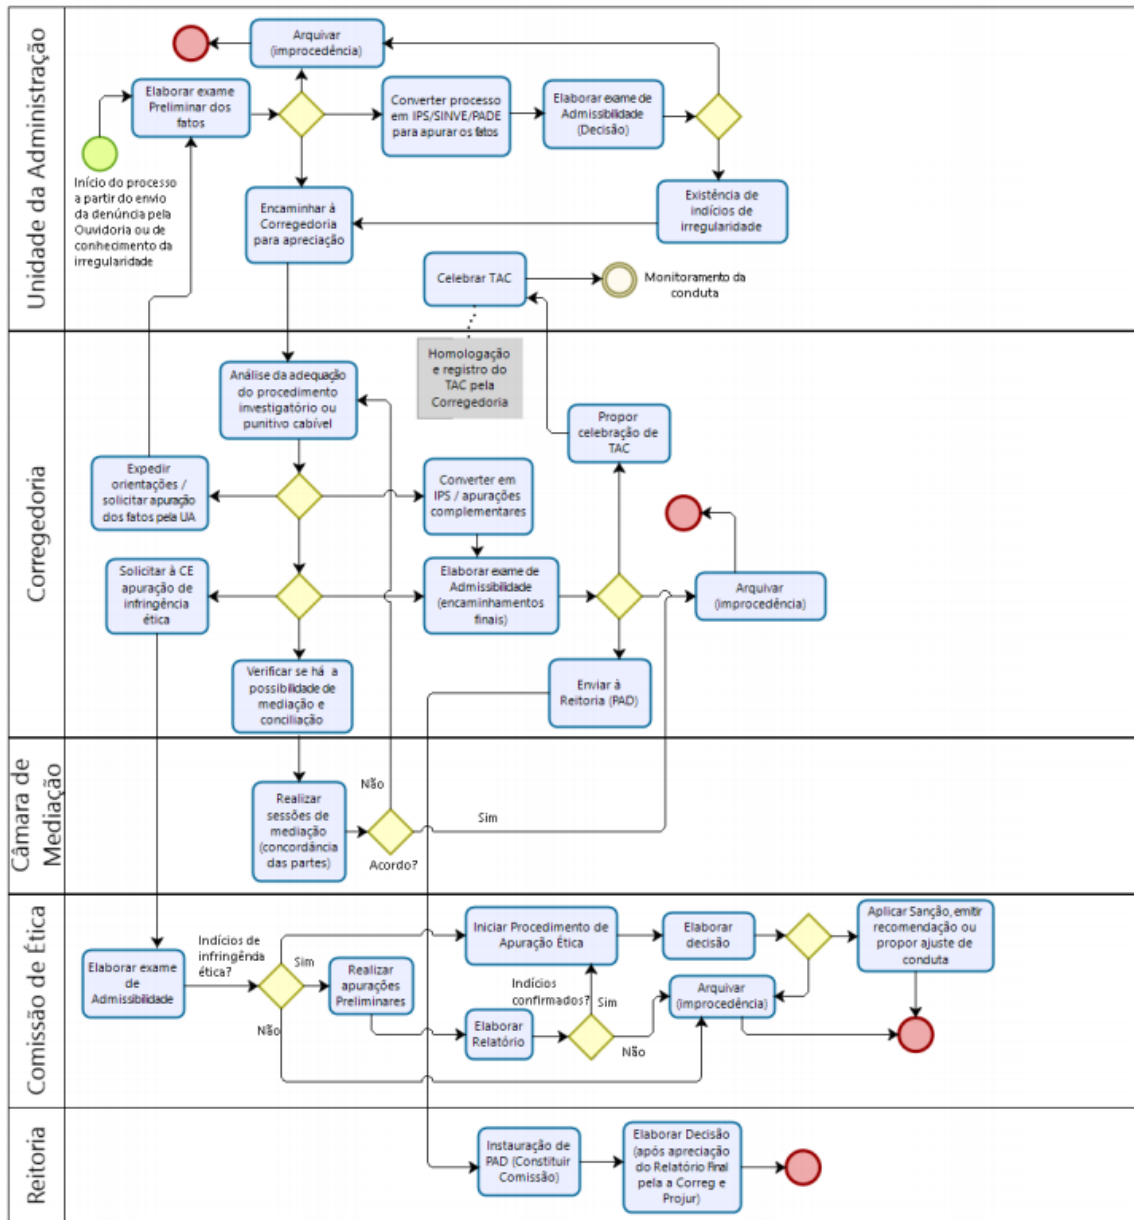 Unidade da Administração
Arquivar
(improcedência)
Elaborar exame
Preliminar dos
fatos
Converter processo
em IPS/SINVE/PADE
para apurar os fatos
Elaborar exame de
Admissibilidade
(Decisão)
Início do processo
a partir do envio
da denúncia pela
Ouvidoria ou de
conhecimento da
irregularidade
Encaminhar à
Corregedoria
para apreciação
Existência de
indícios de
irregularidade
Celebrar TAC
Monitoramento da
conduta
Corregedoria
Homologação
e registro do
TAC pela
Corregedoria
Análise da adequação
do procedimento
investigatório ou
punitivo cabível
Propor
celebração de
TAC
Expedir
orientações /
solicitar apuração
dos fatos pela UA
Converter em
IPS / apurações
complementares
Solicitar à CE
apuração de
infringência
ética
Elaborar exame de
Admissibilidade
(encaminhamentos
finais)
Arquivar
(improcedência)
Verificar se há a
possibilidade de
mediação e
conciliação
Enviar à
Reitoria (PAD)
Câmara de
Mediação
Realizar
sessões de
mediação
(concordância
das partes)
Não
Sim
Acordo?
Comissão de Ética
Elaborar exame
de
Admissibilidade
Indícios de
infringência
ética?
Sim
Não
Realizar
apurações
Preliminares
Iniciar Procedimento de
Apuração Ética
Elaborar
decisão
Aplicar Sanção, emitir
recomendação ou
propor ajuste de
conduta
Indícios
confirmados?
Sim
Elaborar
Relatório
Não
Arquivar
(improcedência)
Reitoria
Instauração de
PAD (Constituir
Comissão)
Elaborar Decisão
(após apreciação
do Relatório Final
pela a Correg e
Projur)